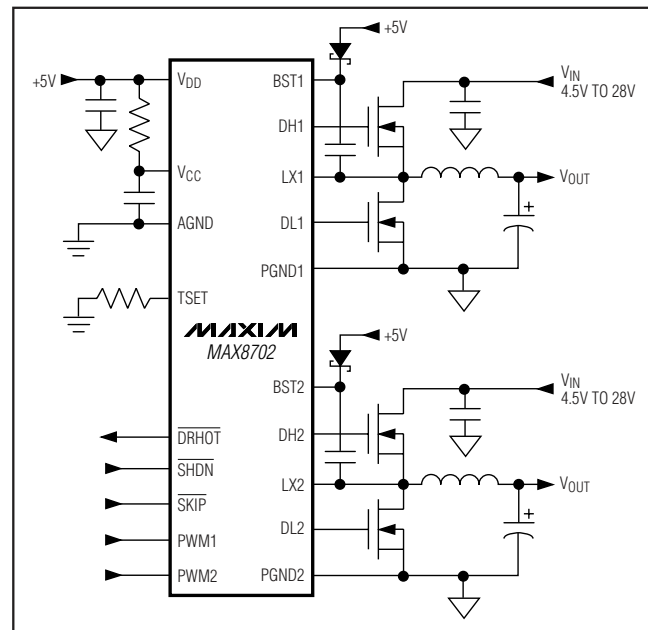 +5V
+5V
VDD
VCC
AGND
TSET
MAXIM
MAX8702
DRHOT
SHDN
SKIP
PWM1
PWM2
BST1
DH1
LX1
DL1
PGND1
VIN
4.5V TO 28V
VOUT
+
+5V
BST2
DH2
LX2
DL2
PGND2
VIN
4.5V TO 28V
VOUT
+